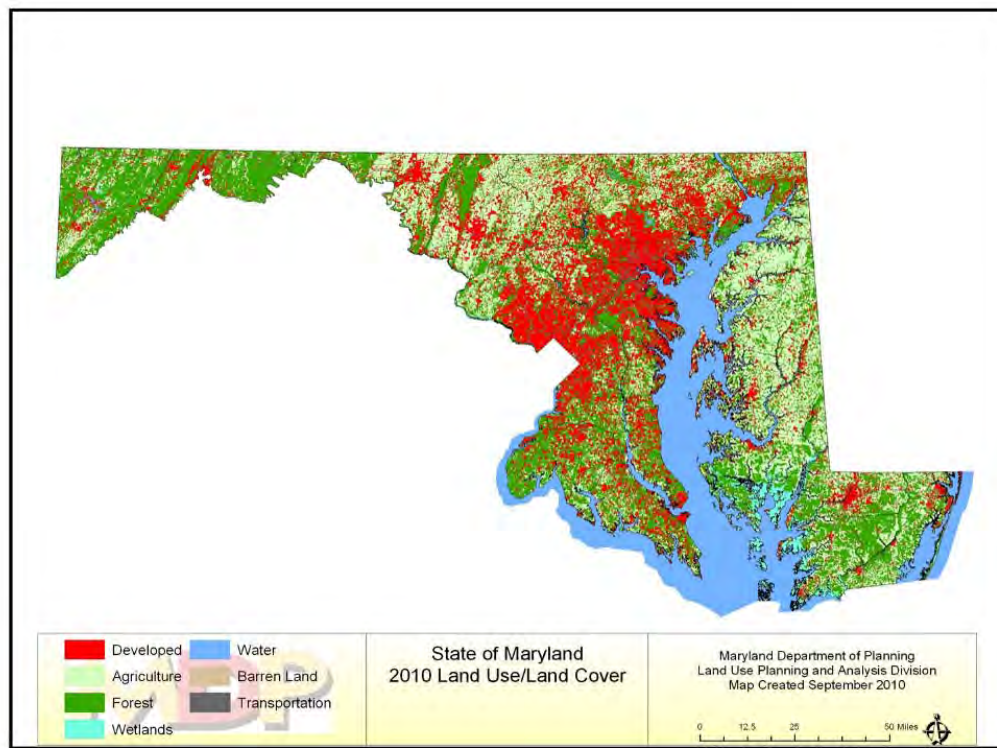 Developed
Agriculture
Forest
Wetlands
Water
Barren Land
Transportation
State of Maryland
2010 Land Use/Land Cover
Maryland Department of Planning
Land Use Planning and Analysis Division
Map Created September 2010
0 12.5 25 50 Miles
MDP